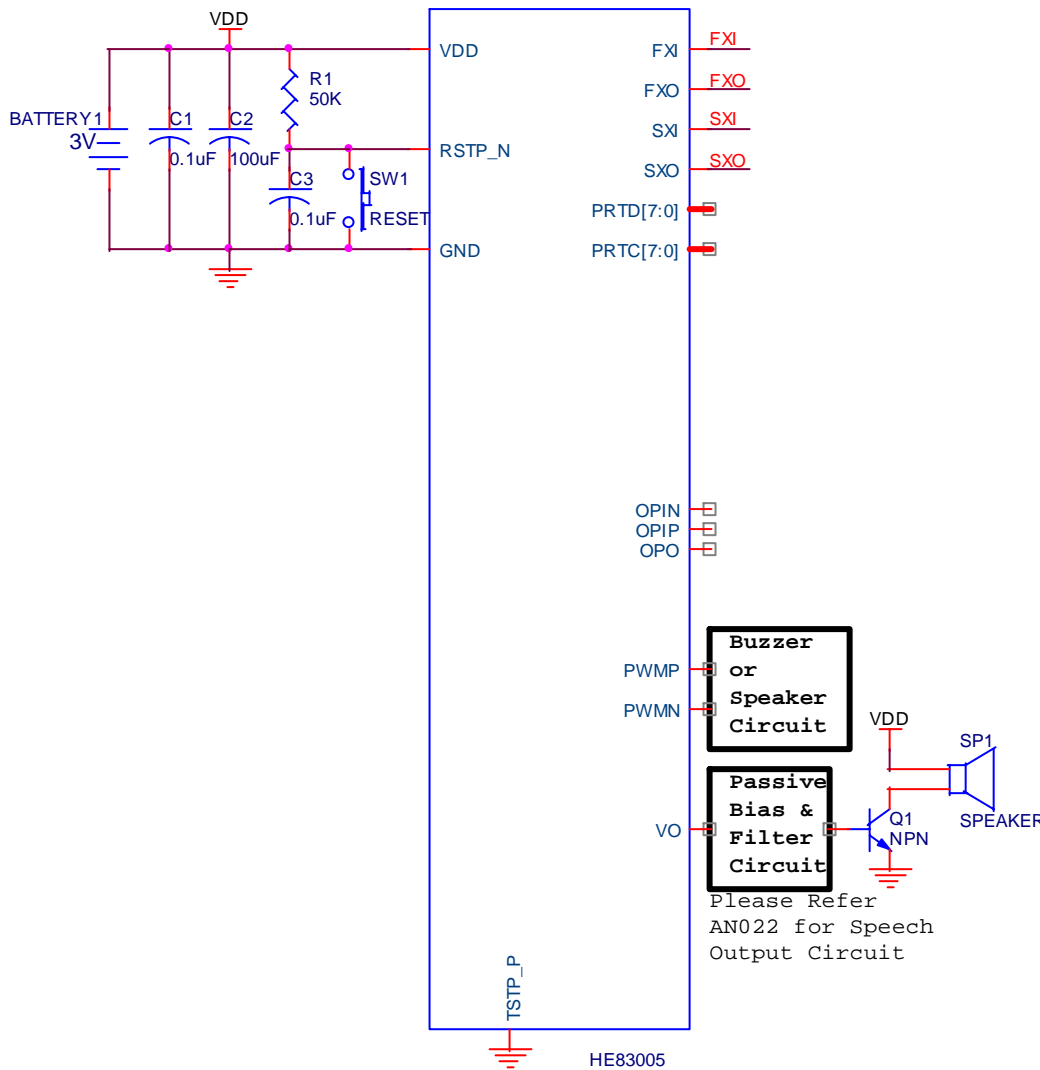 VDD
BATTERY1
3V
C1
0.1uF
C2
100uF
R1
50K
C3
0.1uF
SW1
RESET
VDD
RSTP_N
GND
FXI
FXO
SXI
SXO
PRTD[7:0]
PRTC[7:0]
FXI
FXO
SXI
SXO
OPIN
OPIP
OPO
PWMP
PWMN
Buzzer
or
Speaker
Circuit
VO
Passive
Bias &
Filter
Circuit
VDD
SP1
SPEAKER
Q1
NPN
Please Refer
AN022 for Speech
Output Circuit
TSTP_P
HE83005